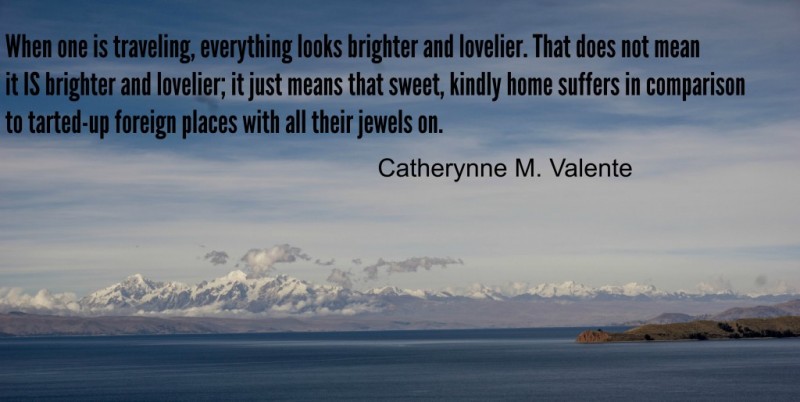 When one is traveling, everything looks brighter and lovelier. That does not mean
it IS brighter and lovelier; it just means that sweet, kindly home suffers in comparison
to tarted-up foreign places with all their jewels on.
Catherynne M. Valente